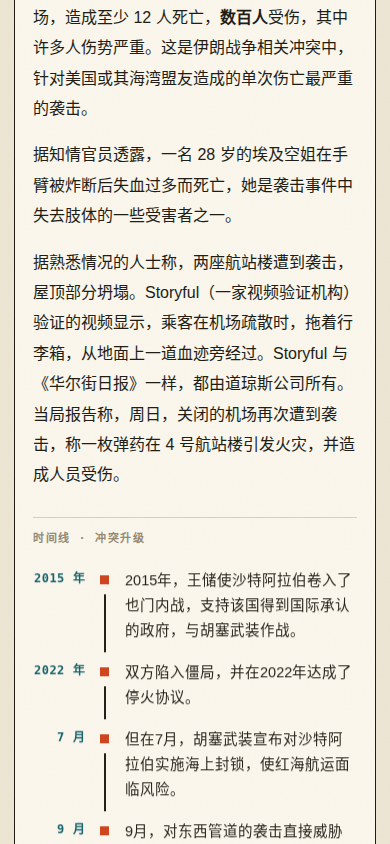 场，造成至少 12 人死亡，数百人受伤，其中
许多人伤势严重。这是伊朗战争相关冲突中，
针对美国或其海湾盟友造成的单次伤亡最严重
的袭击。
据知情官员透露，一名 28 岁的埃及空姐在手
臂被炸断后失血过多而死亡，她是袭击事件中
失去肢体的一些受害者之一。
据熟悉情况的人士称，两座航站楼遭到袭击，
屋顶部分坍塌。Storyful（一家视频验证机构）
验证的视频显示，乘客在机场疏散时，拖着行
李箱，从地面上一道血迹旁经过。Storyful 与
《华尔街日报》一样，都由道琼斯公司所有。
当局报告称，周日，关闭的机场再次遭到袭
击，称一枚弹药在 4 号航站楼引发火灾，并造
成人员受伤。
时间线 · 冲突升级
2015 年
2015年，王储使沙特阿拉伯卷入了
也门内战，支持该国得到国际承认
的政府，与胡塞武装作战。
2022 年
双方陷入僵局，并在2022年达成了
停火协议。
7 月
但在7月，胡塞武装宣布对沙特阿
拉伯实施海上封锁，使红海航运面
临风险。
9 月
9月，对东西管道的袭击直接威胁